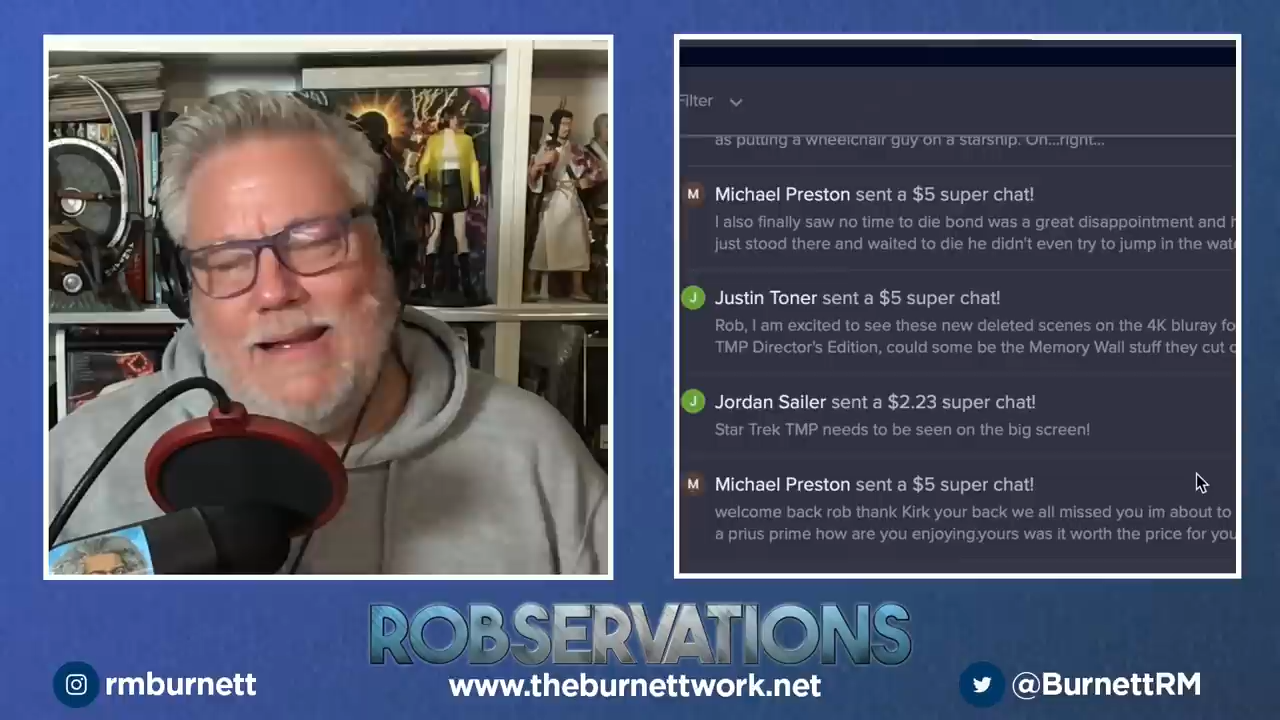 Filter
as putting a wheelchair guy on a starship. Oh...right...
M
Michael Preston sent a $5 super chat!
I also finally saw no time to die bond was a great disappointment and
just stood there and waited to die he didn't even try to jump in the
J
Justin Toner sent a $5 super chat!
Rob, I am excited to see these new deleted scenes on the 4K bluray
TMP Director's Edition, could some be the Memory Wall stuff they cut
J
Jordan Sailer sent a $2.23 super chat!
Star Trek TMP needs to be seen on the big screen!
M
Michael Preston sent a $5 super chat!
welcome back rob thank Kirk your back we all missed you im about to
a prius prime how are you enjoying,yours was it worth the price for you
ROBSERVATIONS
rmburnett
www.theburnettwork.net
@BurnettRM